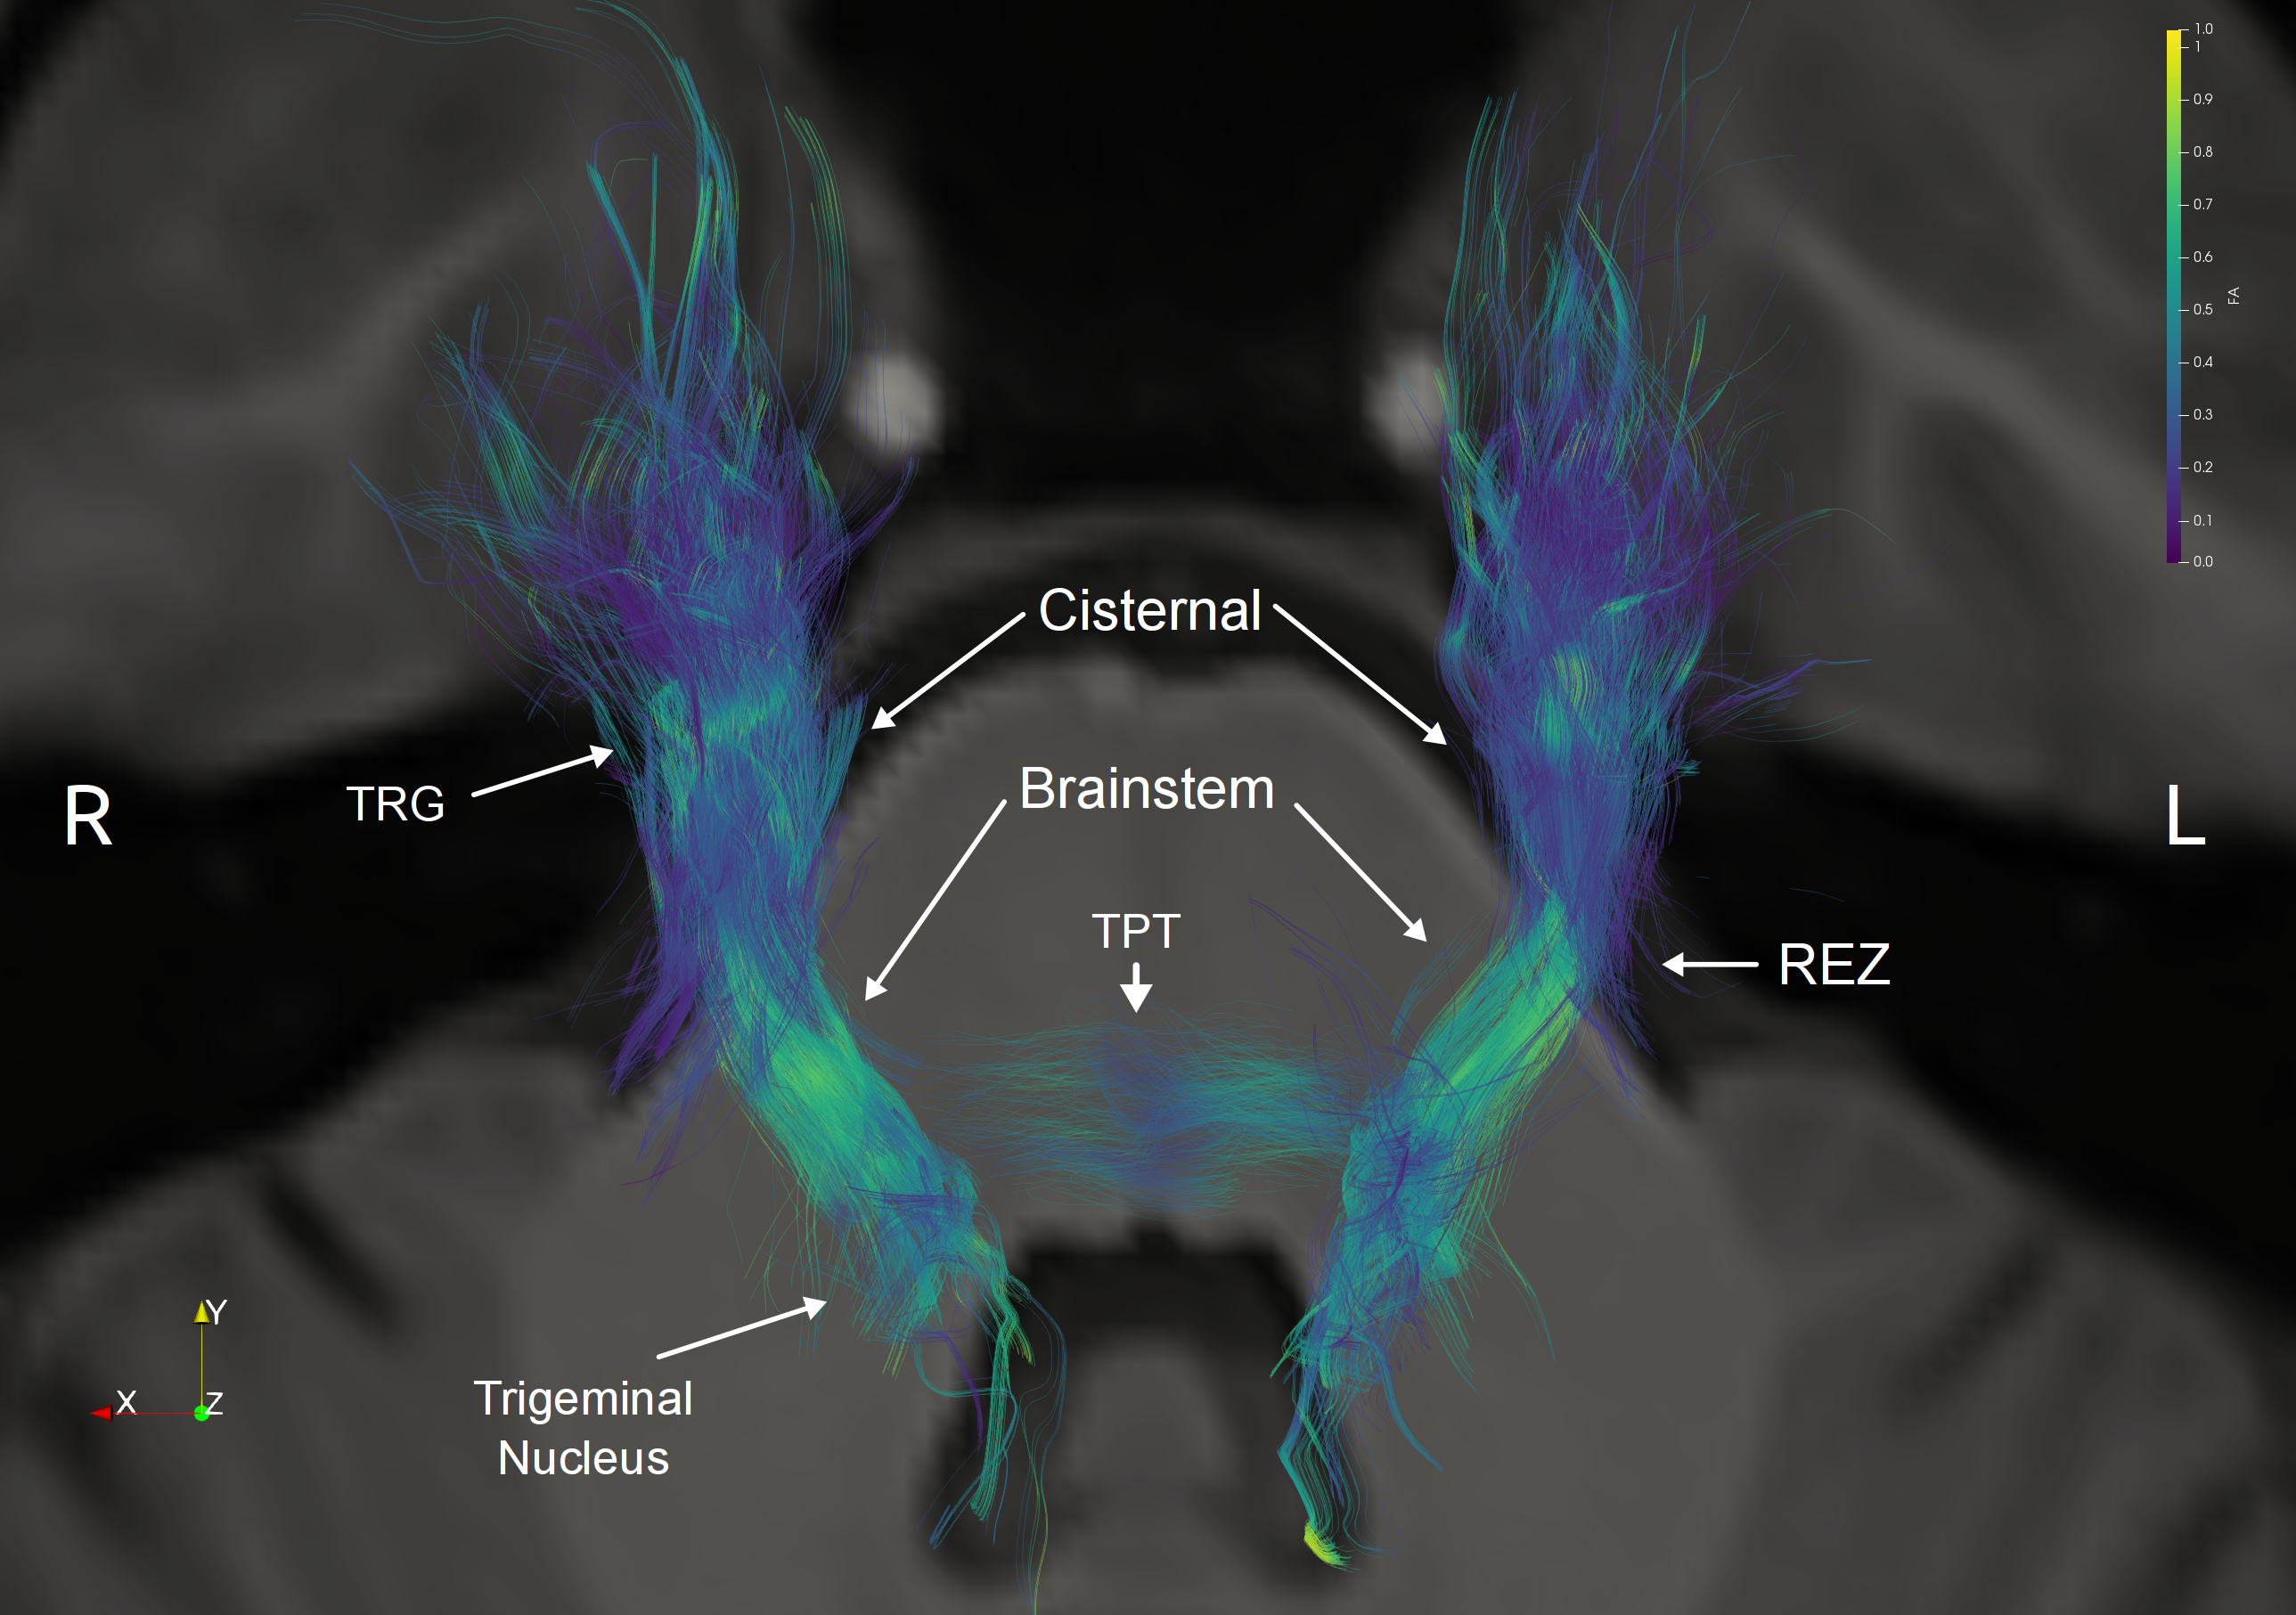 1.0
1
0.9
0.8
0.7
0.6
0.5
0.4
0.3
0.2
0.1
0.0
FA
Cisternal
Brainstem
TRG
R
L
TPT
REZ
Trigeminal
Nucleus
Y
X
Z